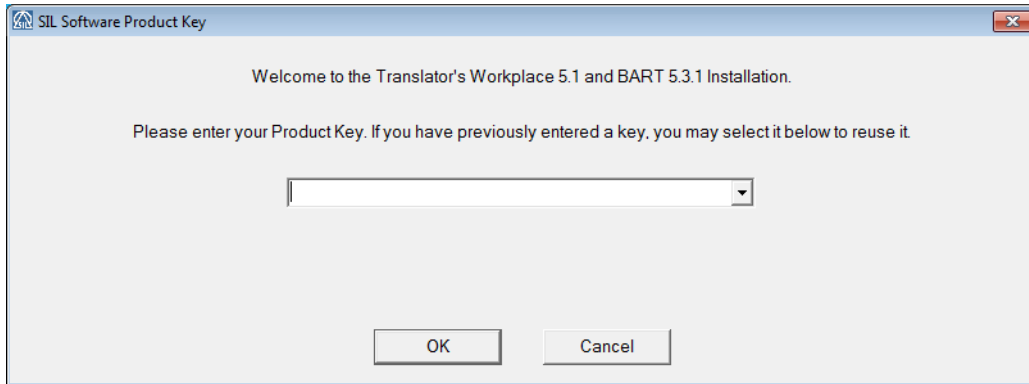 SIL Software Product Key
Welcome to the Translator's Workplace 5.1 and BART 5.3.1 Installation.
Please enter your Product Key. If you have previously entered a key, you may select it below to reuse it.
OK
Cancel